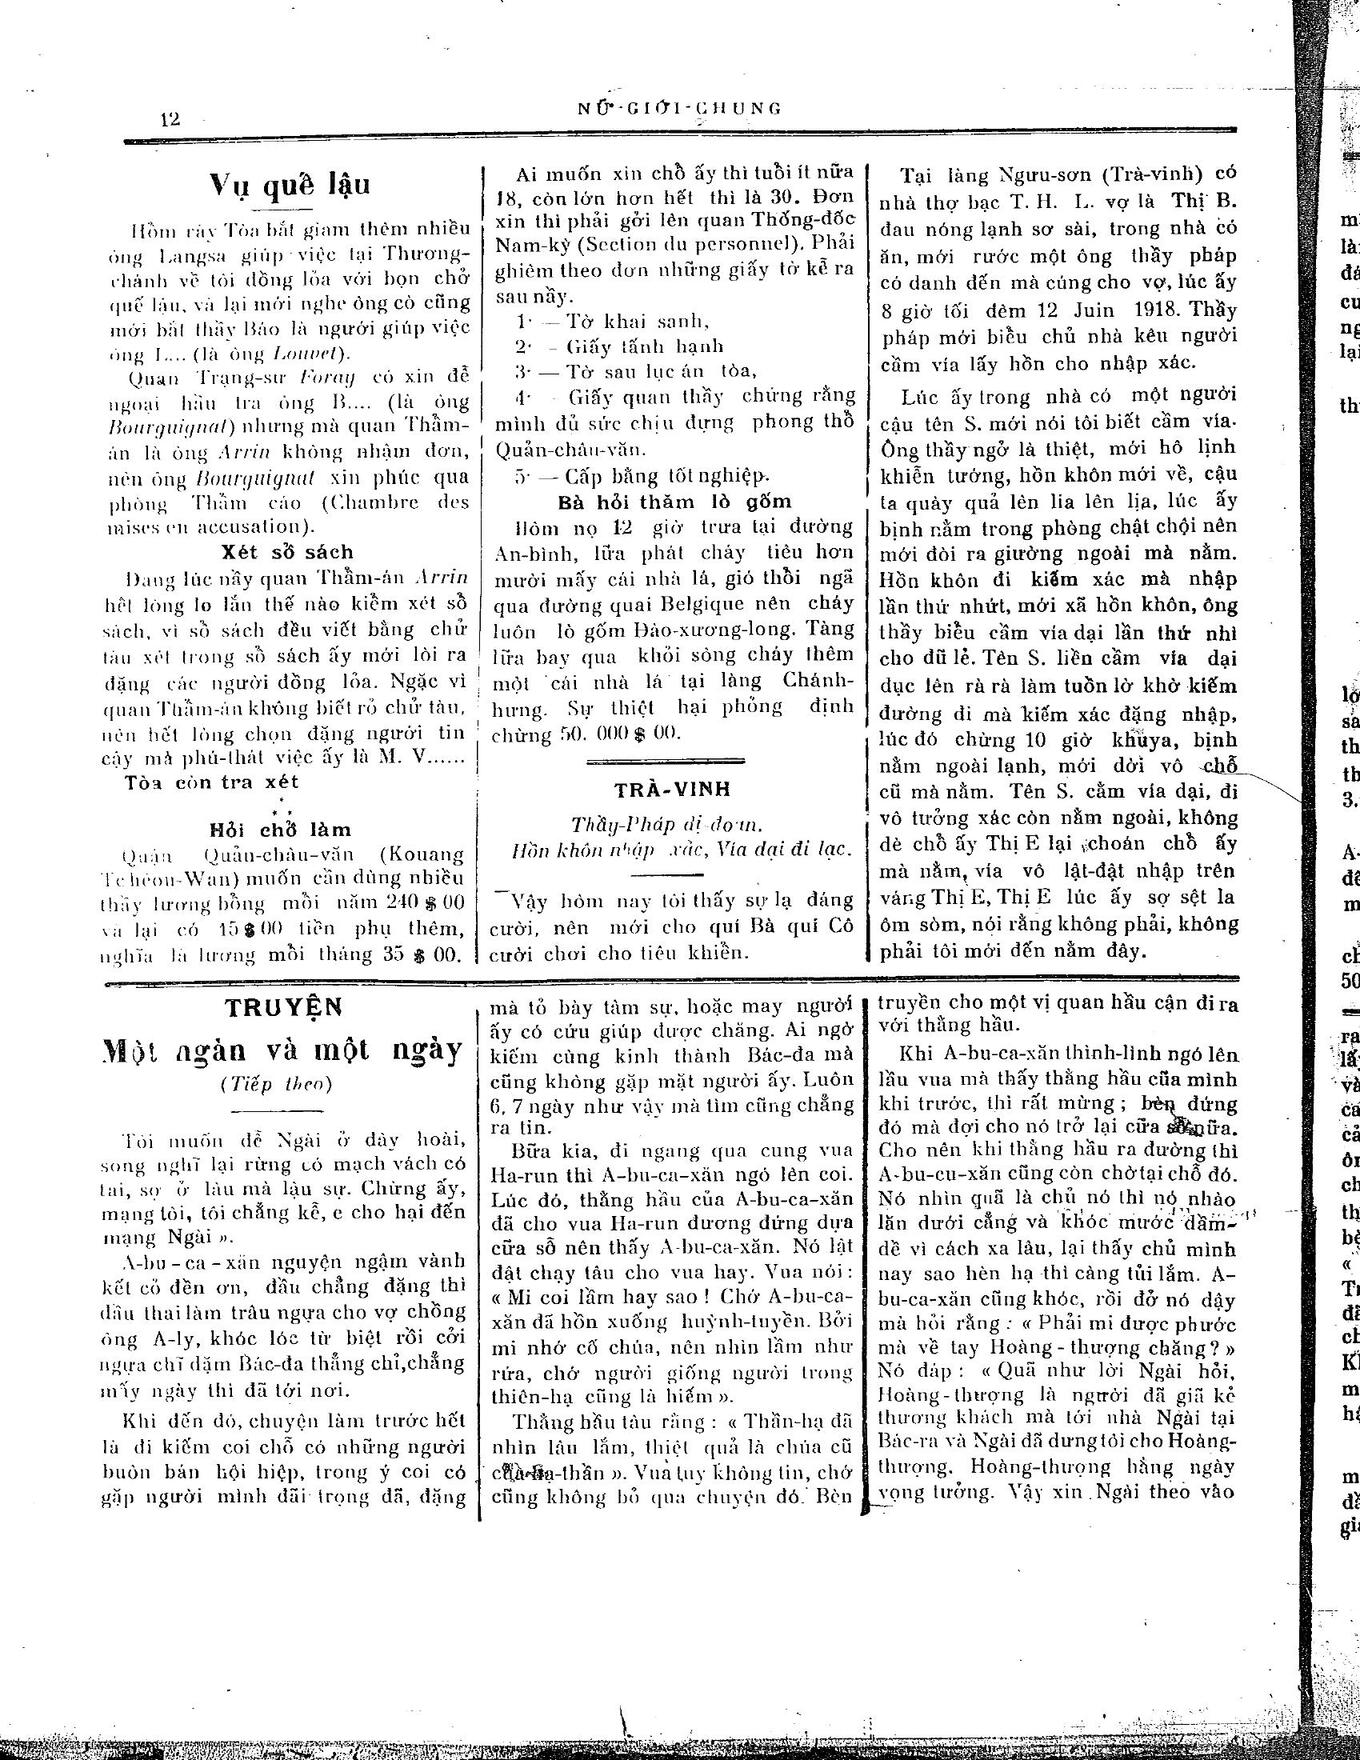 12
NỮ-GIỚI-CHUNG
Vụ quế lậu
Hổm rày Tòa bắt giam thêm nhiều
ông Langsa giúp việc tại Thương-
chánh về tôi đồng lỏa với bọn chở
quế lậu, và lại mới nghe ông cò cũng
mới bắt thầy Bảo là người giúp việc
ông L... (là ông Louvet).
Quan Trạng-sư Foray có xin để
ngoại hầu tra ông B.... (là ông
Bourguignat) nhưng mà quan Thẩm-
án là ông Arrin không nhậm đơn,
nên ông Bourguignat xin phúc qua
phòng Thẩm cáo (Chambre des
mises en accusation).
Xét sổ sách
Đang lúc nầy quan Thẩm-án Arrin
hết lòng lo lắn thế nào kiểm xét sổ
sách, vì sổ sách đều viết bằng chữ
tàu xét trong sổ sách ấy mới lòi ra
đặng các người đồng lỏa. Ngặc vì
quan Thẩm-án không biết rỏ chữ tàu,
nên hết lòng chọn đặng người tin
cậy mà phú-thát việc ấy là M. V......
Tòa còn tra xét
Hỏi chở làm
Quận Quản-châu-văn (Kouang
Tchéou-Wan) muốn cần dùng nhiều
thầy lương bổng mỗi năm 240 $ 00
và lại có 15 $ 00 tiền phụ thêm,
nghĩa là lương mỗi tháng 35 $ 00.
Ai muốn xin chỗ ấy thì tuổi ít nữa
18, còn lớn hơn hết thì là 30. Đơn
xin thì phải gởi lên quan Thống-đốc
Nam-kỳ (Section du personnel). Phải
ghiêm theo đơn những giấy tờ kể ra
sau nầy.
1· — Tờ khai sanh,
2· – Giấy tấnh hạnh
3· — Tờ sau lục án tòa,
4· Giấy quan thầy chứng rằng
mình đủ sức chịu đựng phong thổ
Quản-châu-văn.
5· — Cấp bằng tốt nghiệp.
Bà hỏi thăm lò gốm
Hôm nọ 12 giờ trưa tại đường
An-bình, lửa phát cháy tiêu hơn
mười mấy cái nhà lá, gió thổi ngã
qua đường quai Belgique nên cháy
luôn lò gốm Đào-xương-long. Tàng
lửa bay qua khỏi sông cháy thêm
một cái nhà lá tại làng Chánh-
hưng. Sự thiệt hại phỏng định
chừng 50. 000 $ 00.
TRÀ-VINH
Thầy-Pháp dị-đoan.
Hồn khôn nhập xác, Vía dại đi lạc.
Vậy hôm nay tôi thấy sự lạ đáng
cười, nên mới cho quí Bà quí Cô
cười chơi cho tiêu khiển.
Tại làng Ngưu-sơn (Trà-vinh) có
nhà thợ bạc T. H. L. vợ là Thị B.
đau nóng lạnh sơ sài, trong nhà có
ăn, mới rước một ông thầy pháp
có danh đến mà cúng cho vợ, lúc ấy
8 giờ tối đêm 12 Juin 1918. Thầy
pháp mới biểu chủ nhà kêu người
cầm vía lấy hồn cho nhập xác.
Lúc ấy trong nhà có một người
cậu tên S. mới nói tôi biết cầm vía.
Ông thầy ngở là thiệt, mới hô lịnh
khiển tướng, hồn khôn mới về, cậu
ta quày quả lên lia lên lịa, lúc ấy
bịnh nằm trong phòng chật chội nên
mới dòi ra giường ngoài mà nằm.
Hồn khôn đi kiếm xác mà nhập
lần thứ nhứt, mới xã hồn khôn, ông
thầy biểu cầm vía dại lần thứ nhì
cho đũ lẻ. Tên S. liền cầm vía dại
dục lên rà rà làm tuồn lờ khờ kiếm
đường đi mà kiếm xác đặng nhập,
lúc đó chừng 10 giờ khuya, bịnh
nằm ngoài lạnh, mới dời vô chỗ
cũ mà nằm. Tên S. cầm vía dại, đi
vô tưởng xác còn nằm ngoài, không
dè chỗ ấy Thị E lại choán chỗ ấy
mà nằm, vía vô lật-đật nhập trên
váng Thị E, Thị E lúc ấy sợ sệt la
ôm sòm, nói rằng không phải, không
phải tôi mới đến nằm đây.
TRUYỆN
Một ngàn và một ngày
(Tiếp theo)
Tôi muốn để Ngài ở đây hoài,
song nghĩ lại rừng có mạch vách có
tai, sợ ở lâu mà lậu sự. Chừng ấy,
mạng tôi, tôi chẳng kể, e cho hại đến
mạng Ngài ».
A-bu-ca-xăn nguyện ngậm vành
kết cỏ đền ơn, dầu chẳng đặng thì
dầu thai làm trâu ngựa cho vợ chồng
ông A-ly, khóc lóc từ biệt rồi cởi
ngựa chỉ dặm Bác-đa thẳng chỉ,chẳng
mấy ngày thì đã tới nơi.
Khi đến đó, chuyện làm trước hết
là đi kiếm coi chỗ có những người
buôn bán hội hiệp, trong ý coi có
gặp người mình đãi trọng đã, đặng
mà tỏ bày tâm sự, hoặc may người
ấy có cứu giúp được chăng. Ai ngờ
kiếm cùng kinh thành Bác-đa mà
cũng không gặp mặt người ấy. Luôn
6, 7 ngày như vậy mà tìm cũng chẳng
ra tin.
Bữa kia, đi ngang qua cung vua
Ha-run thì A-bu-ca-xăn ngó lên coi.
Lúc đó, thằng hầu của A-bu-ca-xăn
đã cho vua Ha-run đương đứng dựa
cửa sổ nên thấy A-bu-ca-xăn. Nó lật
đật chạy tâu cho vua hay. Vua nói :
« Mi coi lầm hay sao ! Chớ A-bu-ca-
xăn đã hồn xuống huỳnh-tuyền. Bởi
mi nhớ cố chúa, nên nhìn lầm như
rứa, chớ người giống người trong
thiên-hạ cũng là hiếm ».
Thằng hầu tàu rằng : « Thần-hạ đã
nhìn lâu lắm, thiệt quả là chúa cũ
của hạ-thần ». Vua tuy không tin, chớ
cũng không bỏ qua chuyện đó. Bèn
truyền cho một vị quan hầu cận đi ra
với thằng hầu.
Khi A-bu-ca-xăn thình-lình ngó lên
lầu vua mà thấy thằng hầu của mình
khi trước, thì rất mừng ; bèn đứng
đó mà đợi cho nó trở lại cửa sổ nữa.
Cho nên khi thằng hầu ra đường thì
A-bu-cu-xăn cũng còn chờ tại chỗ đó.
Nó nhìn quả là chủ nó thì nó nhào
lăn dưới cẳng và khóc mước dầm-
dề vì cách xa lâu, lại thấy chủ mình
nay sao hèn hạ thì càng tủi lắm. A-
bu-ca-xăn cũng khóc, rồi đở nó dậy
mà hỏi rằng : « Phải mi được phước
mà về tay Hoàng-thượng chăng ? »
Nó đáp : « Quả như lời Ngài hỏi,
Hoàng-thượng là người đã giả kẻ
thương khách mà tới nhà Ngài tại
Bác-ra và Ngài đã dưng tôi cho Hoàng-
thượng. Hoàng-thượng hằng ngày
vọng tưởng. Vậy xin Ngài theo vào